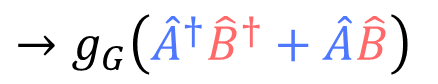 → g_G(Â†B̂† + ÂB̂)